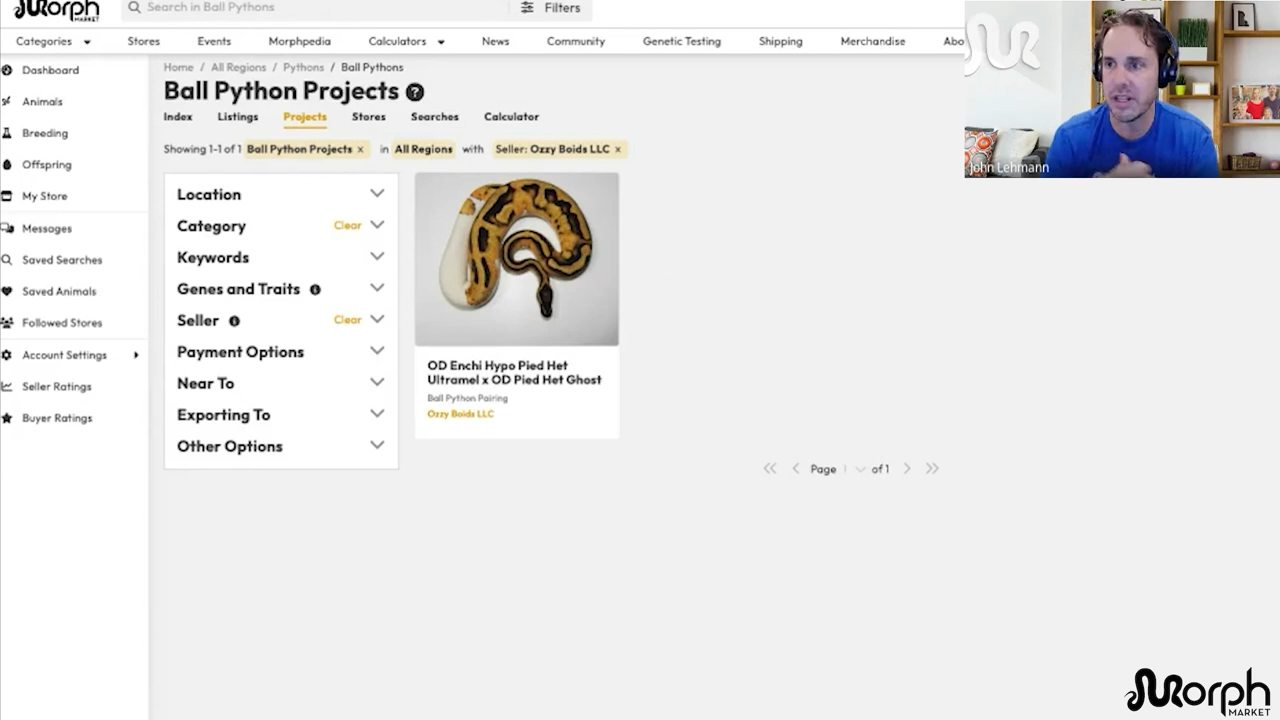 Morph
MARKET
Search in Ball Pythons
Filters
Categories
Stores
Events
Morphpedia
Calculators
News
Community
Genetic Testing
Shipping
Merchandise
Abo
Dashboard
Animals
Breeding
Offspring
My Store
Messages
Saved Searches
Saved Animals
Followed Stores
Account Settings
Seller Ratings
Buyer Ratings
Home / All Regions / Pythons / Ball Pythons
Ball Python Projects ?
Index Listings Projects Stores Searches Calculator
Showing 1-1 of 1 Ball Python Projects × in All Regions with Seller: Ozzy Boids LLC ×
Location
Category Clear
Keywords
Genes and Traits
Seller Clear
Payment Options
Near To
Exporting To
Other Options
OD Enchi Hypo Pied Het
Ultramel x OD Pied Het Ghost
Ball Python Pairing
Ozzy Boids LLC
Page 1 of 1
John Lehmann
Morph
MARKET